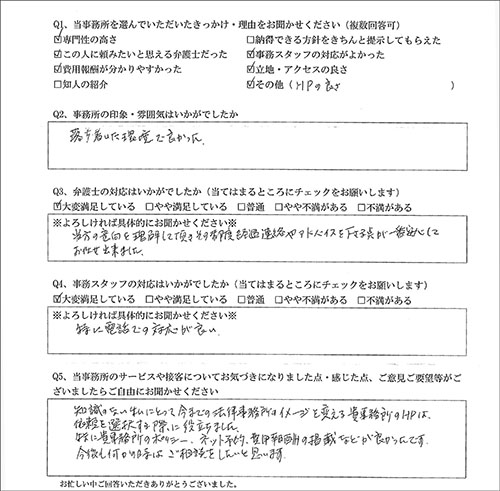 Q1、当事務所を選んでいただいたきっかけ・理由をお聞かせください（複数回答可）
☑専門性の高さ ☐納得できる方針をきちんと提示してもらえた
☑この人に頼みたいと思える弁護士だった ☑事務スタッフの対応がよかった
☑費用報酬が分かりやすかった ☑立地・アクセスの良さ
☐知人の紹介 ☑その他（HPの良さ ）
Q2、事務所の印象・雰囲気はいかがでしたか
落ち着いた環境で良かった。
Q3、弁護士の対応はいかがでしたか（当てはまるところにチェックをお願いします）
☑大変満足している ☐やや満足している ☐普通 ☐やや不満がある ☐不満がある
※よろしければ具体的にお聞かせください※
当方の意向を理解して頂きその都度経過連絡やアドバイスを下さる点が一番安心して
お任せ出来ました。
Q4、事務スタッフの対応はいかがでしたか（当てはまるところにチェックをお願いします）
☑大変満足している ☐やや満足している ☐普通 ☐やや不満がある ☐不満がある
※よろしければ具体的にお聞かせください※
特に電話での対応が良い。
Q5、当事務所のサービスや接客についてお気づきになりました点・感じた点、ご意見ご要望等がご
ざいましたらご自由にお聞かせください
知識のない私にとって今までの法律事務所のイメージを変える貴事務所のHPは、
依頼を選択する際に役立ちました。
特に貴事務所のポリシー、ネット予約、費用報酬の掲載などが良かったです。
今後も何かの時はご相談をしたいと思います。
お忙しい中ご回答いただきありがとうございました。